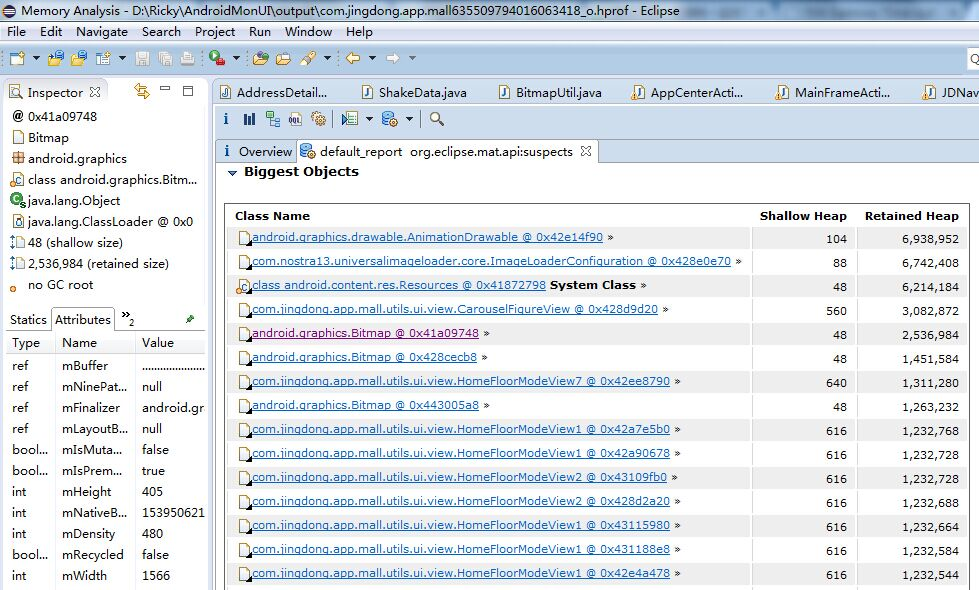 Memory Analysis - D:\Ricky\AndroidMonUI\output\com.jingdong.app.mall635509794016063418_o.hprof - Eclipse
File Edit Navigate Search Project Run Window Help
Inspector
@ 0x41a09748
Bitmap
android.graphics
class android.graphics.Bitm...
java.lang.Object
java.lang.ClassLoader @ 0x0
48 (shallow size)
2,536,984 (retained size)
no GC root
Statics Attributes »2
Type Name Value
ref mBuffer ......................
ref mNinePat... null
ref mFinalizer android.gr
ref mLayoutB... null
bool... mIsMuta... false
bool... mIsPrem... true
int mHeight 405
int mNativeB... 153950621
int mDensity 480
bool... mRecycled false
int mWidth 1566
AddressDetail... ShakeData.java BitmapUtil.java AppCenterActi... MainFrameActi... JDNav
Overview default_report org.eclipse.mat.api:suspects
Biggest Objects
Class Name Shallow Heap Retained Heap
android.graphics.drawable.AnimationDrawable @ 0x42e14f90 » 104 6,938,952
com.nostra13.universalimageloader.core.ImageLoaderConfiguration @ 0x428e0e70 » 88 6,742,408
class android.content.res.Resources @ 0x41872798 System Class » 48 6,214,184
com.jingdong.app.mall.utils.ui.view.CarouselFigureView @ 0x428d9d20 » 560 3,082,872
android.graphics.Bitmap @ 0x41a09748 » 48 2,536,984
android.graphics.Bitmap @ 0x428cecb8 » 48 1,451,584
com.jingdong.app.mall.utils.ui.view.HomeFloorModeView7 @ 0x42ee8790 » 640 1,311,280
android.graphics.Bitmap @ 0x443005a8 » 48 1,263,232
com.jingdong.app.mall.utils.ui.view.HomeFloorModeView1 @ 0x42a7e5b0 » 616 1,232,768
com.jingdong.app.mall.utils.ui.view.HomeFloorModeView1 @ 0x42a90678 » 616 1,232,728
com.jingdong.app.mall.utils.ui.view.HomeFloorModeView2 @ 0x43109fb0 » 616 1,232,728
com.jingdong.app.mall.utils.ui.view.HomeFloorModeView2 @ 0x428d2a20 » 616 1,232,688
com.jingdong.app.mall.utils.ui.view.HomeFloorModeView1 @ 0x43115980 » 616 1,232,664
com.jingdong.app.mall.utils.ui.view.HomeFloorModeView1 @ 0x431188e8 » 616 1,232,584
com.jingdong.app.mall.utils.ui.view.HomeFloorModeView1 @ 0x42e4a478 » 616 1,232,544